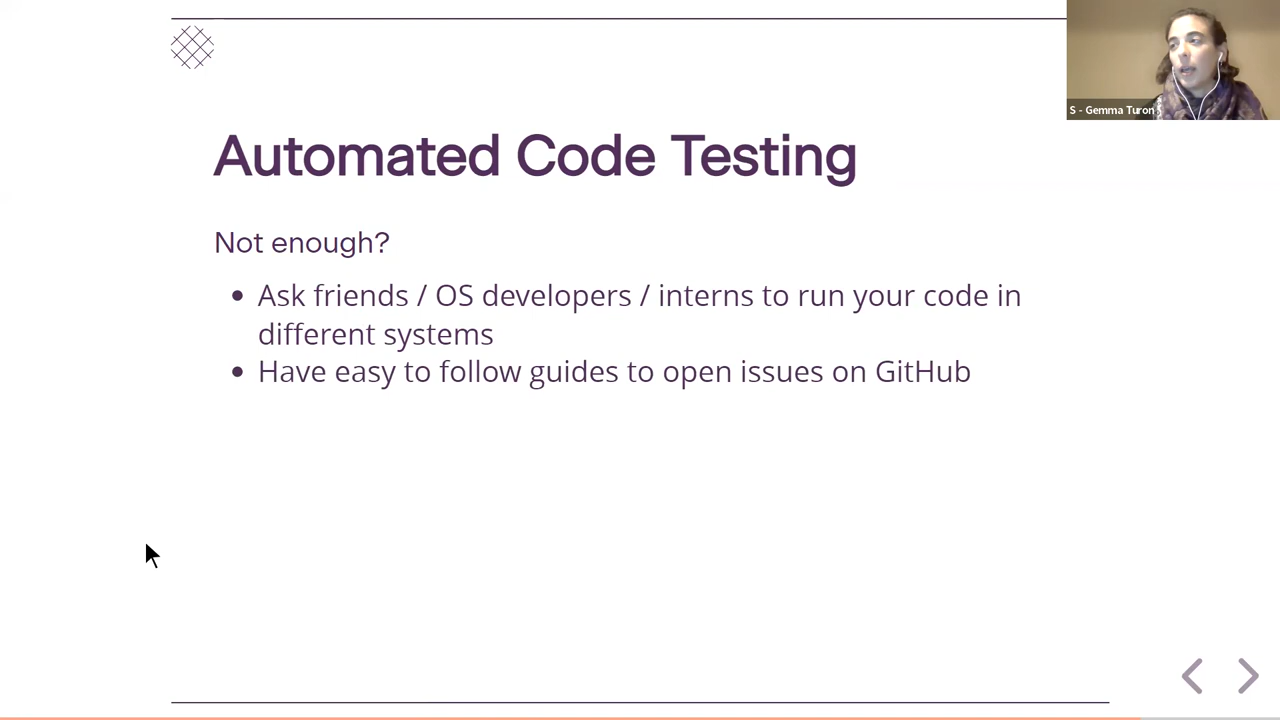 S - Gemma Turon
Automated Code Testing
Not enough?
Ask friends / OS developers / interns to run your code in
different systems
Have easy to follow guides to open issues on GitHub